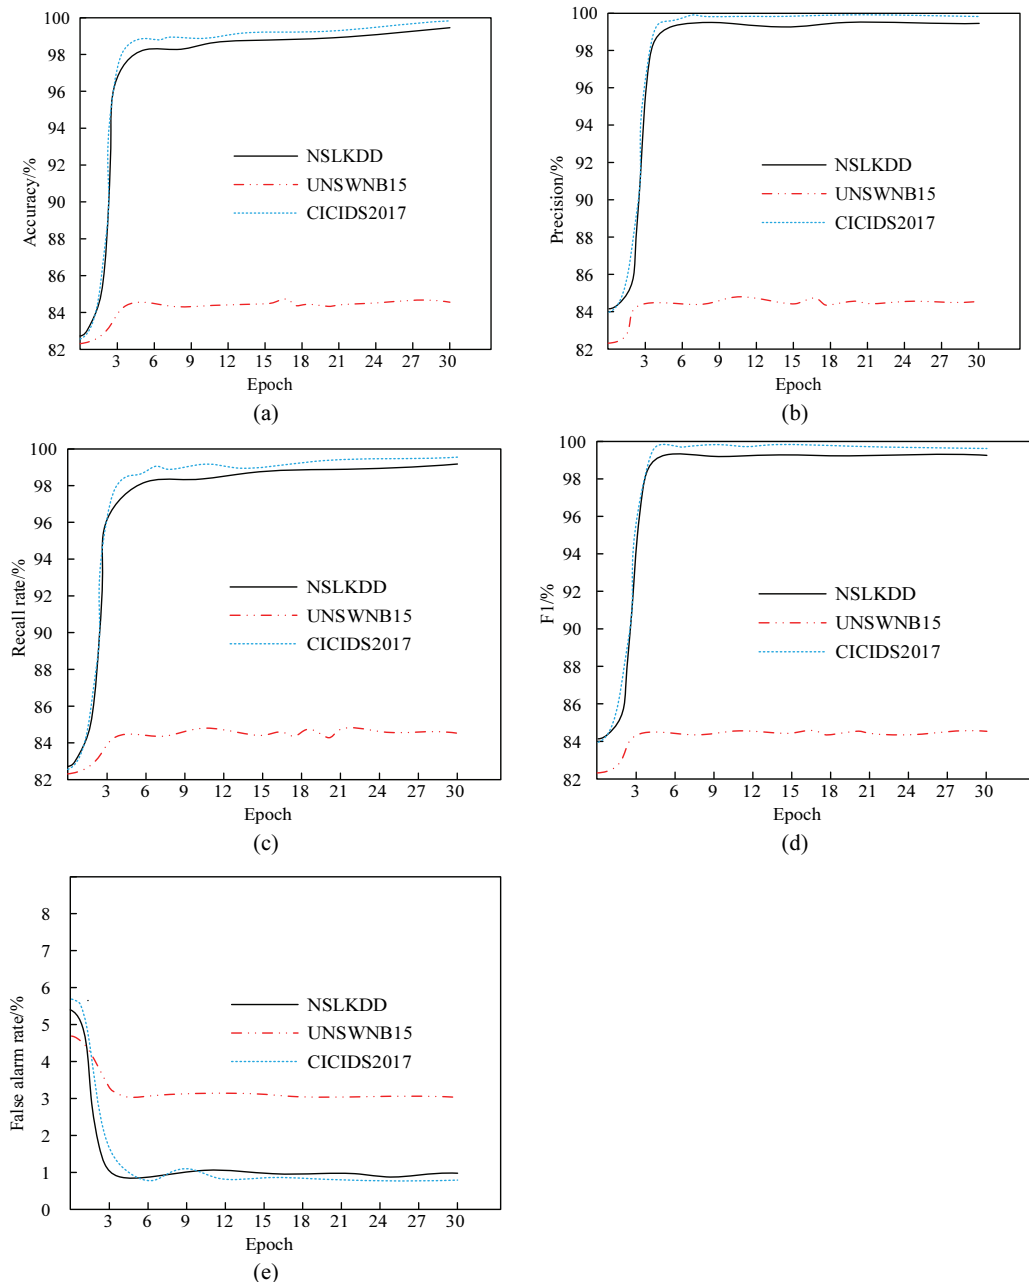 100
98
96
94
92
90
88
86
84
82
Accuracy/%
NSLKDD
UNSWNB15
CICIDS2017
3 6 9 12 15 18 21 24 27 30
Epoch
(a)
100
98
96
94
92
90
88
86
84
82
Precision/%
NSLKDD
UNSWNB15
CICIDS2017
3 6 9 12 15 18 21 24 27 30
Epoch
(b)
100
98
96
94
92
90
88
86
84
82
Recall rate/%
NSLKDD
UNSWNB15
CICIDS2017
3 6 9 12 15 18 21 24 27 30
Epoch
(c)
100
98
96
94
92
90
88
86
84
82
F1/%
NSLKDD
UNSWNB15
CICIDS2017
3 6 9 12 15 18 21 24 27 30
Epoch
(d)
8
7
6
5
4
3
2
1
0
False alarm rate/%
NSLKDD
UNSWNB15
CICIDS2017
3 6 9 12 15 18 21 24 27 30
Epoch
(e)